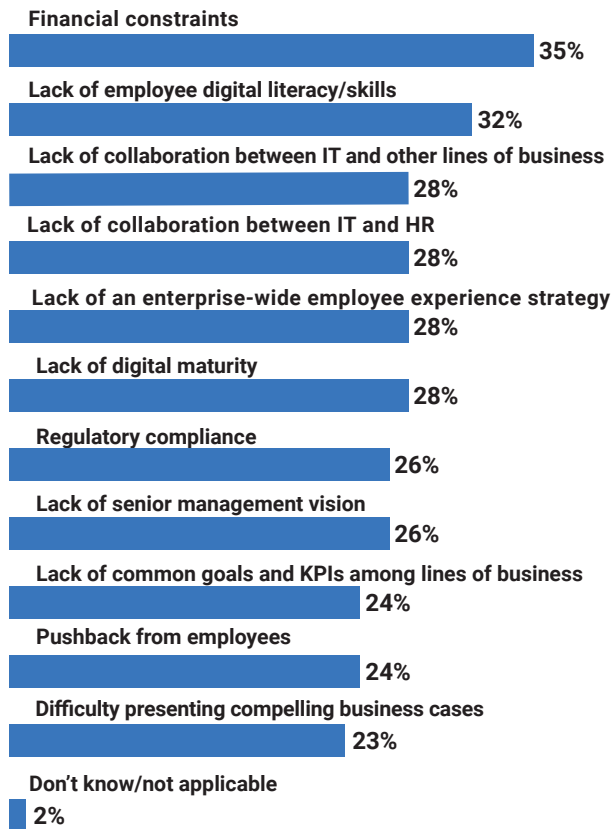 Financial constraints
35%
Lack of employee digital literacy/skills
32%
Lack of collaboration between IT and other lines of business
28%
Lack of collaboration between IT and HR
28%
Lack of an enterprise-wide employee experience strategy
28%
Lack of digital maturity
28%
Regulatory compliance
26%
Lack of senior management vision
26%
Lack of common goals and KPIs among lines of business
24%
Pushback from employees
24%
Difficulty presenting compelling business cases
23%
Don’t know/not applicable
2%